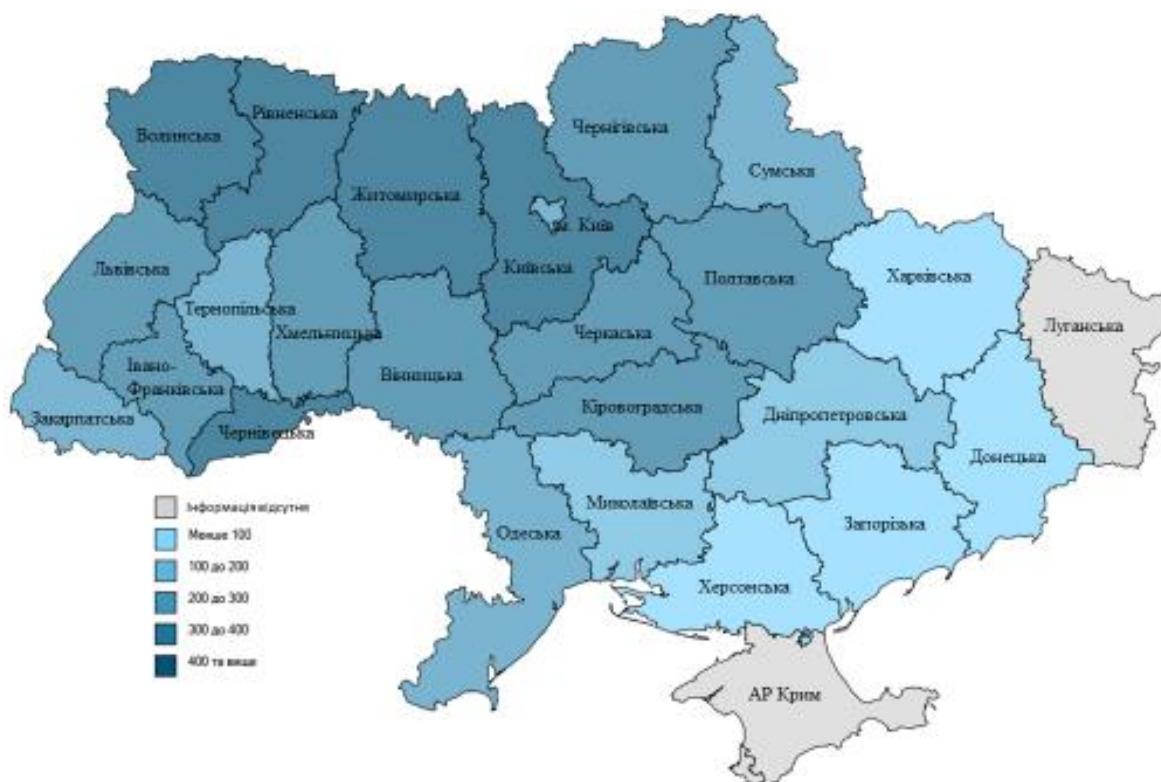 Волинська
Рівненська
Житомирська
Чернігівська
Сумська
м. Київ
Київська
Львівська
Тернопільська
Хмельницька
Івано-
Франківська
Закарпатська
Чернівецька
Вінницька
Черкаська
Полтавська
Харківська
Луганська
Кіровоградська
Дніпропетровська
Донецька
Миколаївська
Одеська
Запорізька
Херсонська
АР Крим
Інформація відсутня
Менше 100
100 до 200
200 до 300
300 до 400
400 та вище